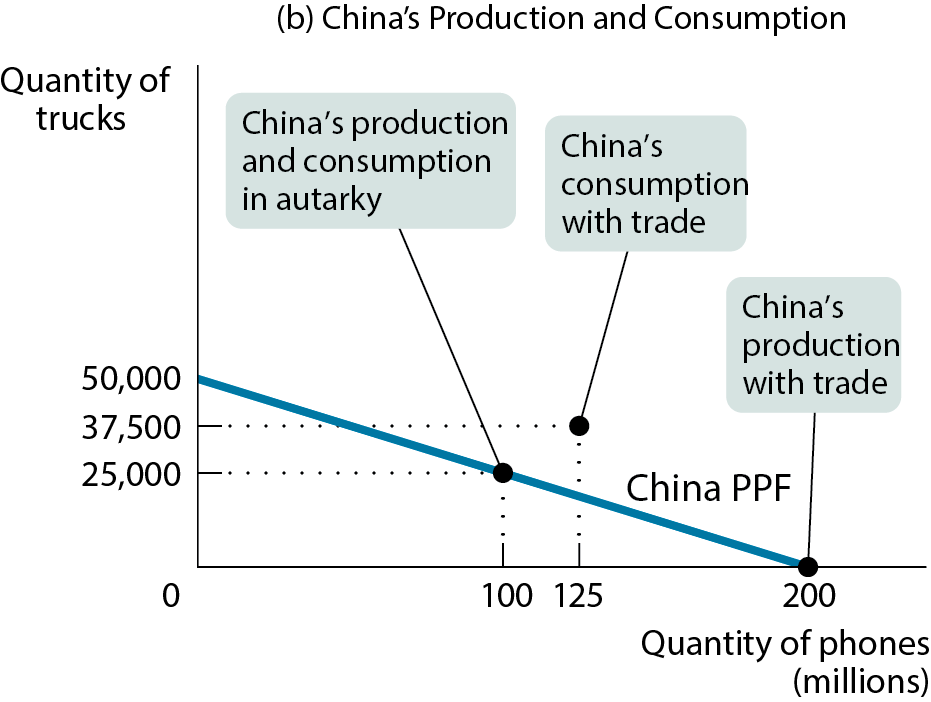 (b) China’s Production and Consumption
Quantity of
trucks
China’s production
and consumption
in autarky
China’s
consumption
with trade
China’s
production
with trade
50,000
37,500
25,000
China PPF
0
100
125
200
Quantity of phones
(millions)